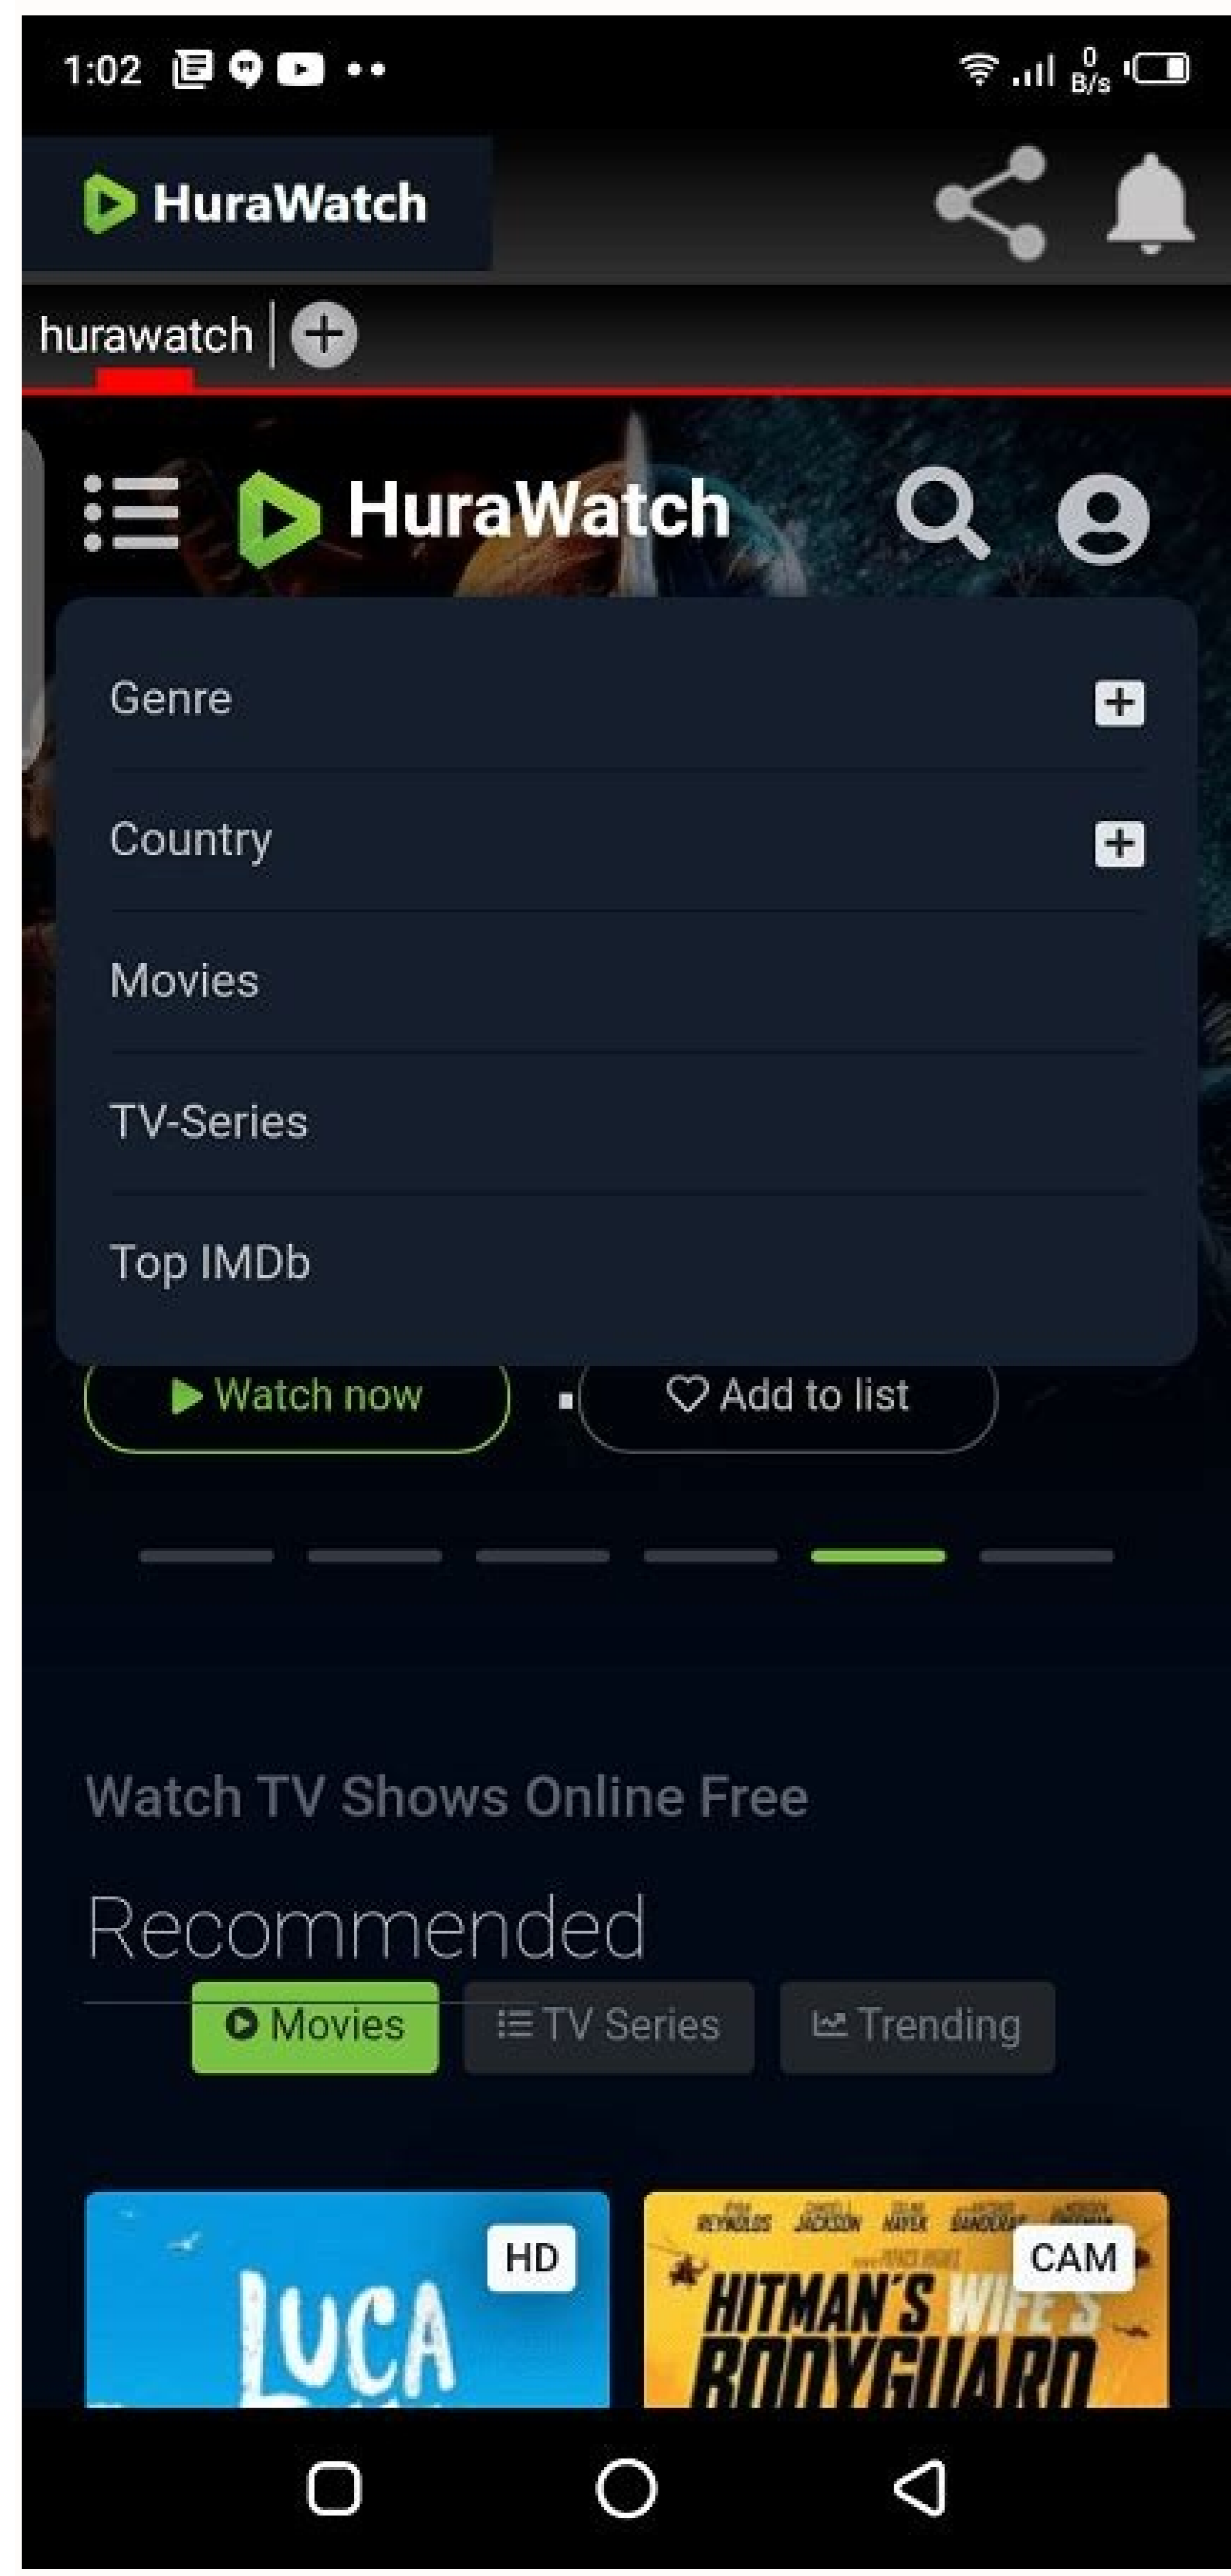 1:02
0
B/s
HuraWatch
hurawatch
HuraWatch
Genre
Country
Movies
TV-Series
Top IMDb
Watch now
Add to list
Watch TV Shows Online Free
Recommended
Movies TV Series Trending
HD
LUCA
REYNOLDS JACKSON HAYEK
CAM
HITMAN'S WIFE'S
BODYGUARD